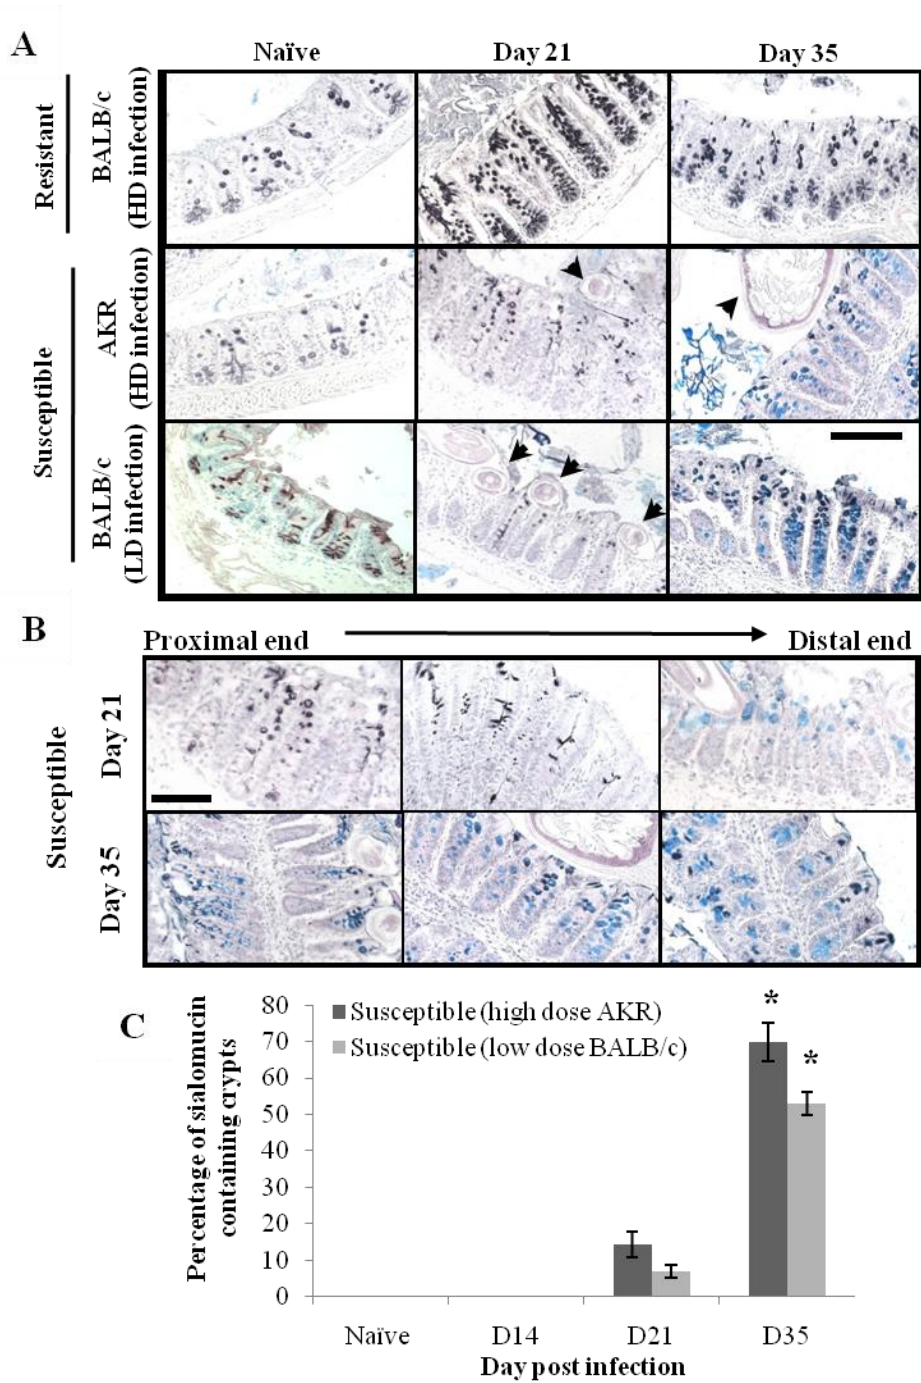 A
Naïve Day 21 Day 35
Resistant
BALB/c
(HD infection)
Susceptible
AKR
(HD infection)
BALB/c
(LD infection)
B
Proximal end Distal end
Susceptible
Day 21
Day 35
C
80
70
60
50
40
30
20
10
0
Percentage of sialomucin
containing crypts
Susceptible (high dose AKR)
Susceptible (low dose BALB/c)
*
*
Naïve D14 D21 D35
Day post infection